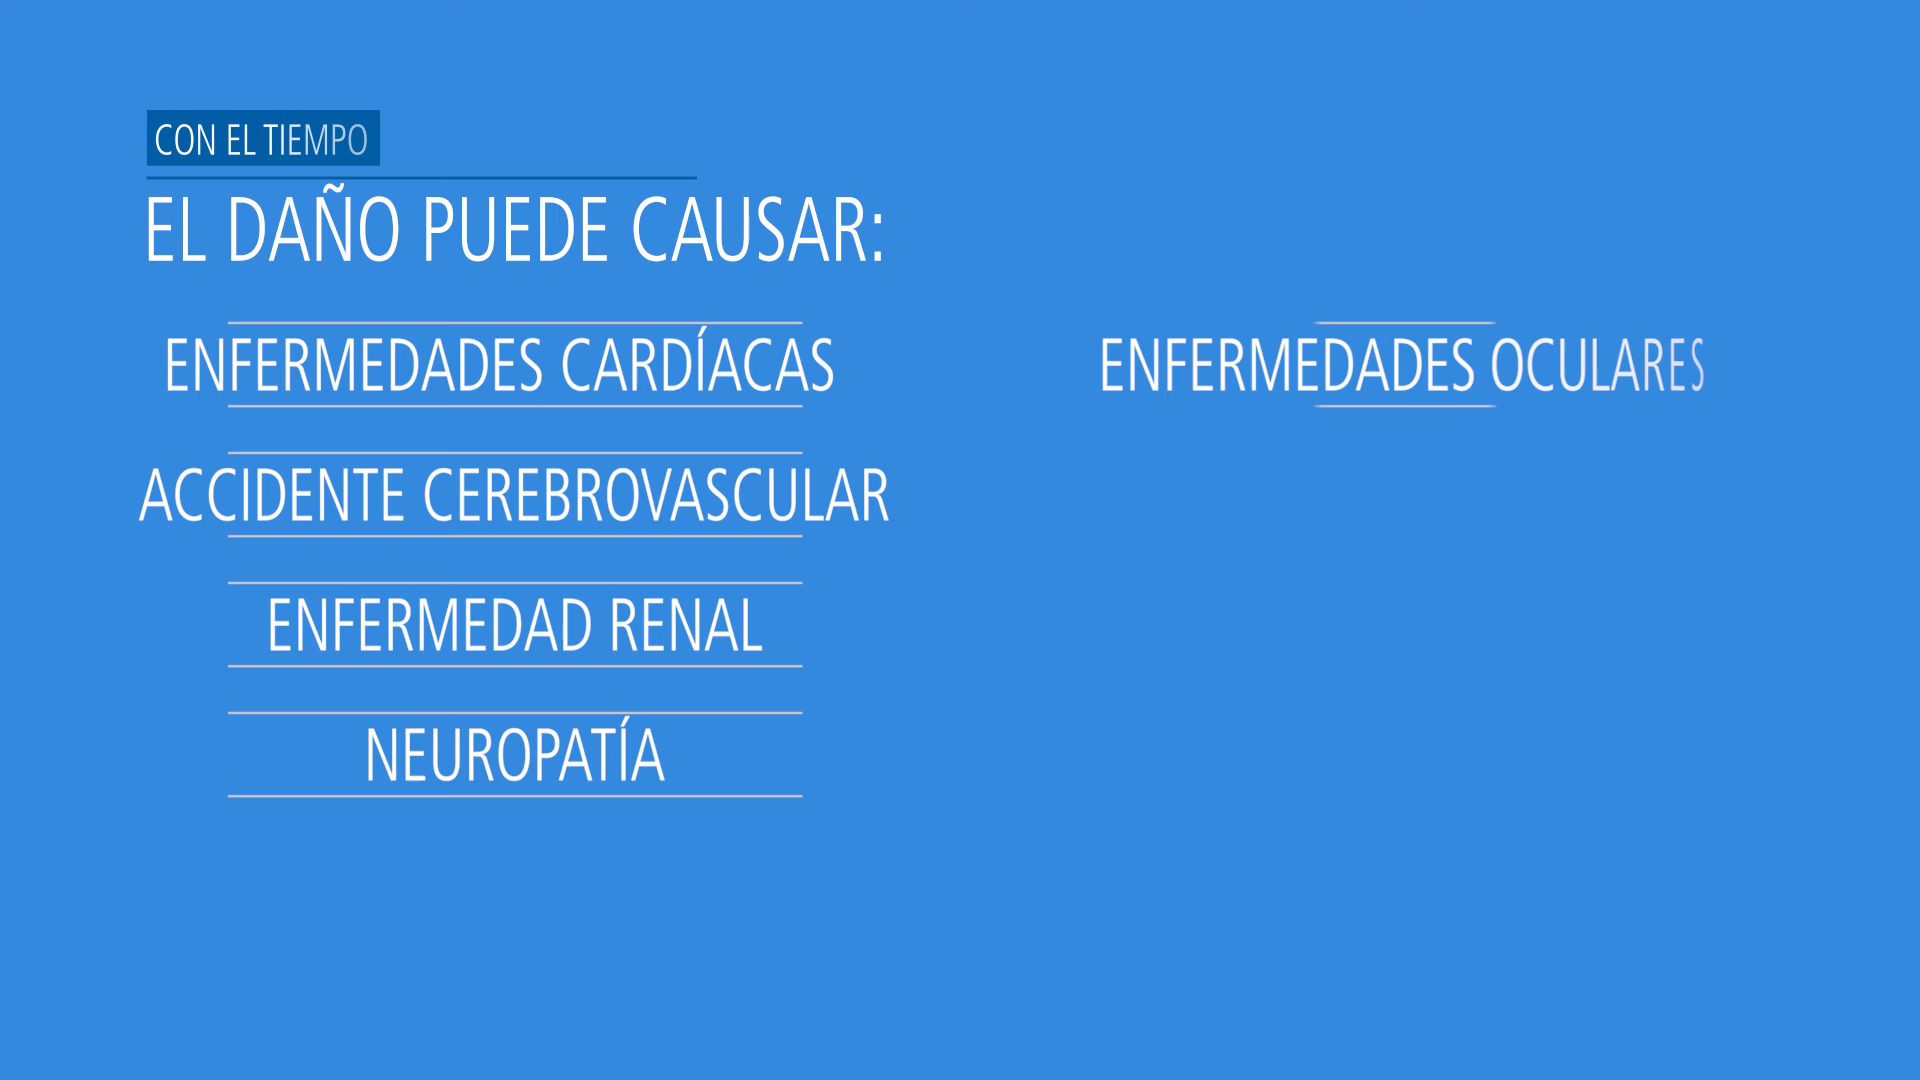 CON EL TIEMPO
EL DAÑO PUEDE CAUSAR:
ENFERMEDADES CARDÍACAS
ACCIDENTE CEREBROVASCULAR
ENFERMEDAD RENAL
NEUROPATÍA
ENFERMEDADES OCULARES